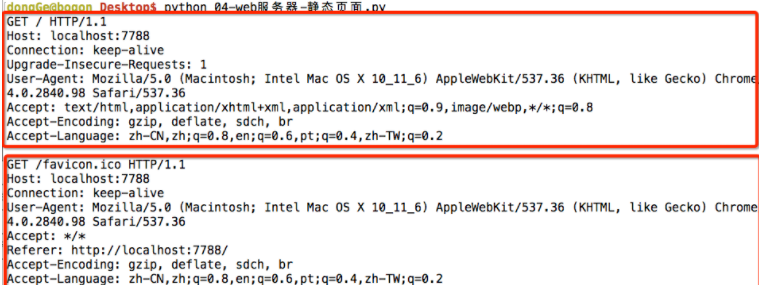 dongGe@bogon Desktop$ python 04-web服务器-静态页面.py
GET / HTTP/1.1
Host: localhost:7788
Connection: keep-alive
Upgrade-Insecure-Requests: 1
User-Agent: Mozilla/5.0 (Macintosh; Intel Mac OS X 10_11_6) AppleWebKit/537.36 (KHTML, like Gecko) Chrome
4.0.2840.98 Safari/537.36
Accept: text/html,application/xhtml+xml,application/xml;q=0.9,image/webp,*/*;q=0.8
Accept-Encoding: gzip, deflate, sdch, br
Accept-Language: zh-CN,zh;q=0.8,en;q=0.6,pt;q=0.4,zh-TW;q=0.2
GET /favicon.ico HTTP/1.1
Host: localhost:7788
Connection: keep-alive
User-Agent: Mozilla/5.0 (Macintosh; Intel Mac OS X 10_11_6) AppleWebKit/537.36 (KHTML, like Gecko) Chrome
4.0.2840.98 Safari/537.36
Accept: */*
Referer: http://localhost:7788/
Accept-Encoding: gzip, deflate, sdch, br
Accept-Language: zh-CN,zh;q=0.8,en;q=0.6,pt;q=0.4,zh-TW;q=0.2